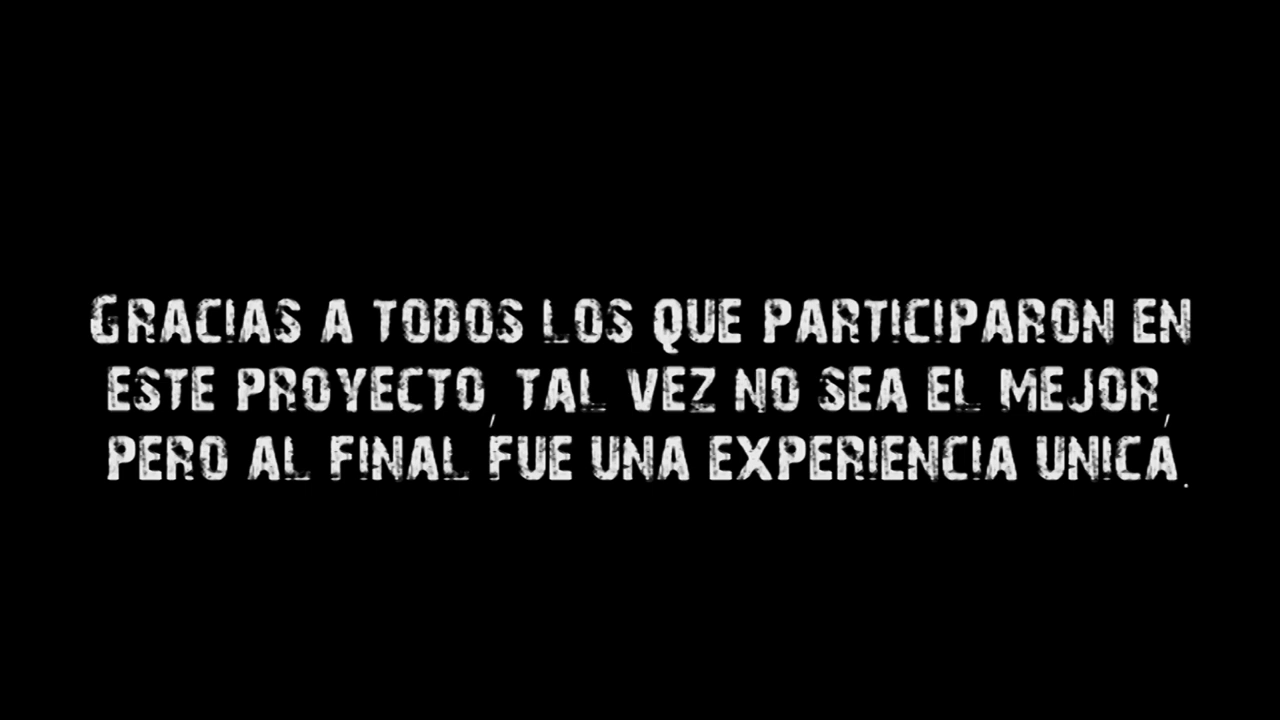 GRACIAS A TODOS LOS QUE PARTICIPARON EN
ESTE PROYECTO, TAL VEZ NO SEA EL MEJOR,
PERO AL FINAL FUE UNA EXPERIENCIA UNICA.